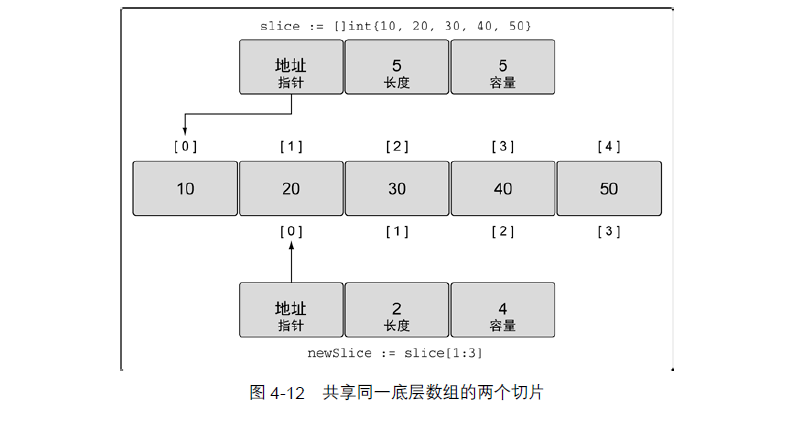 slice := []int{10, 20, 30, 40, 50}
地址 5 5
指针 长度 容量
[0] [1] [2] [3] [4]
10 20 30 40 50
[0] [1] [2] [3]
地址 2 4
指针 长度 容量
newSlice := slice[1:3]
图 4-12 共享同一底层数组的两个切片